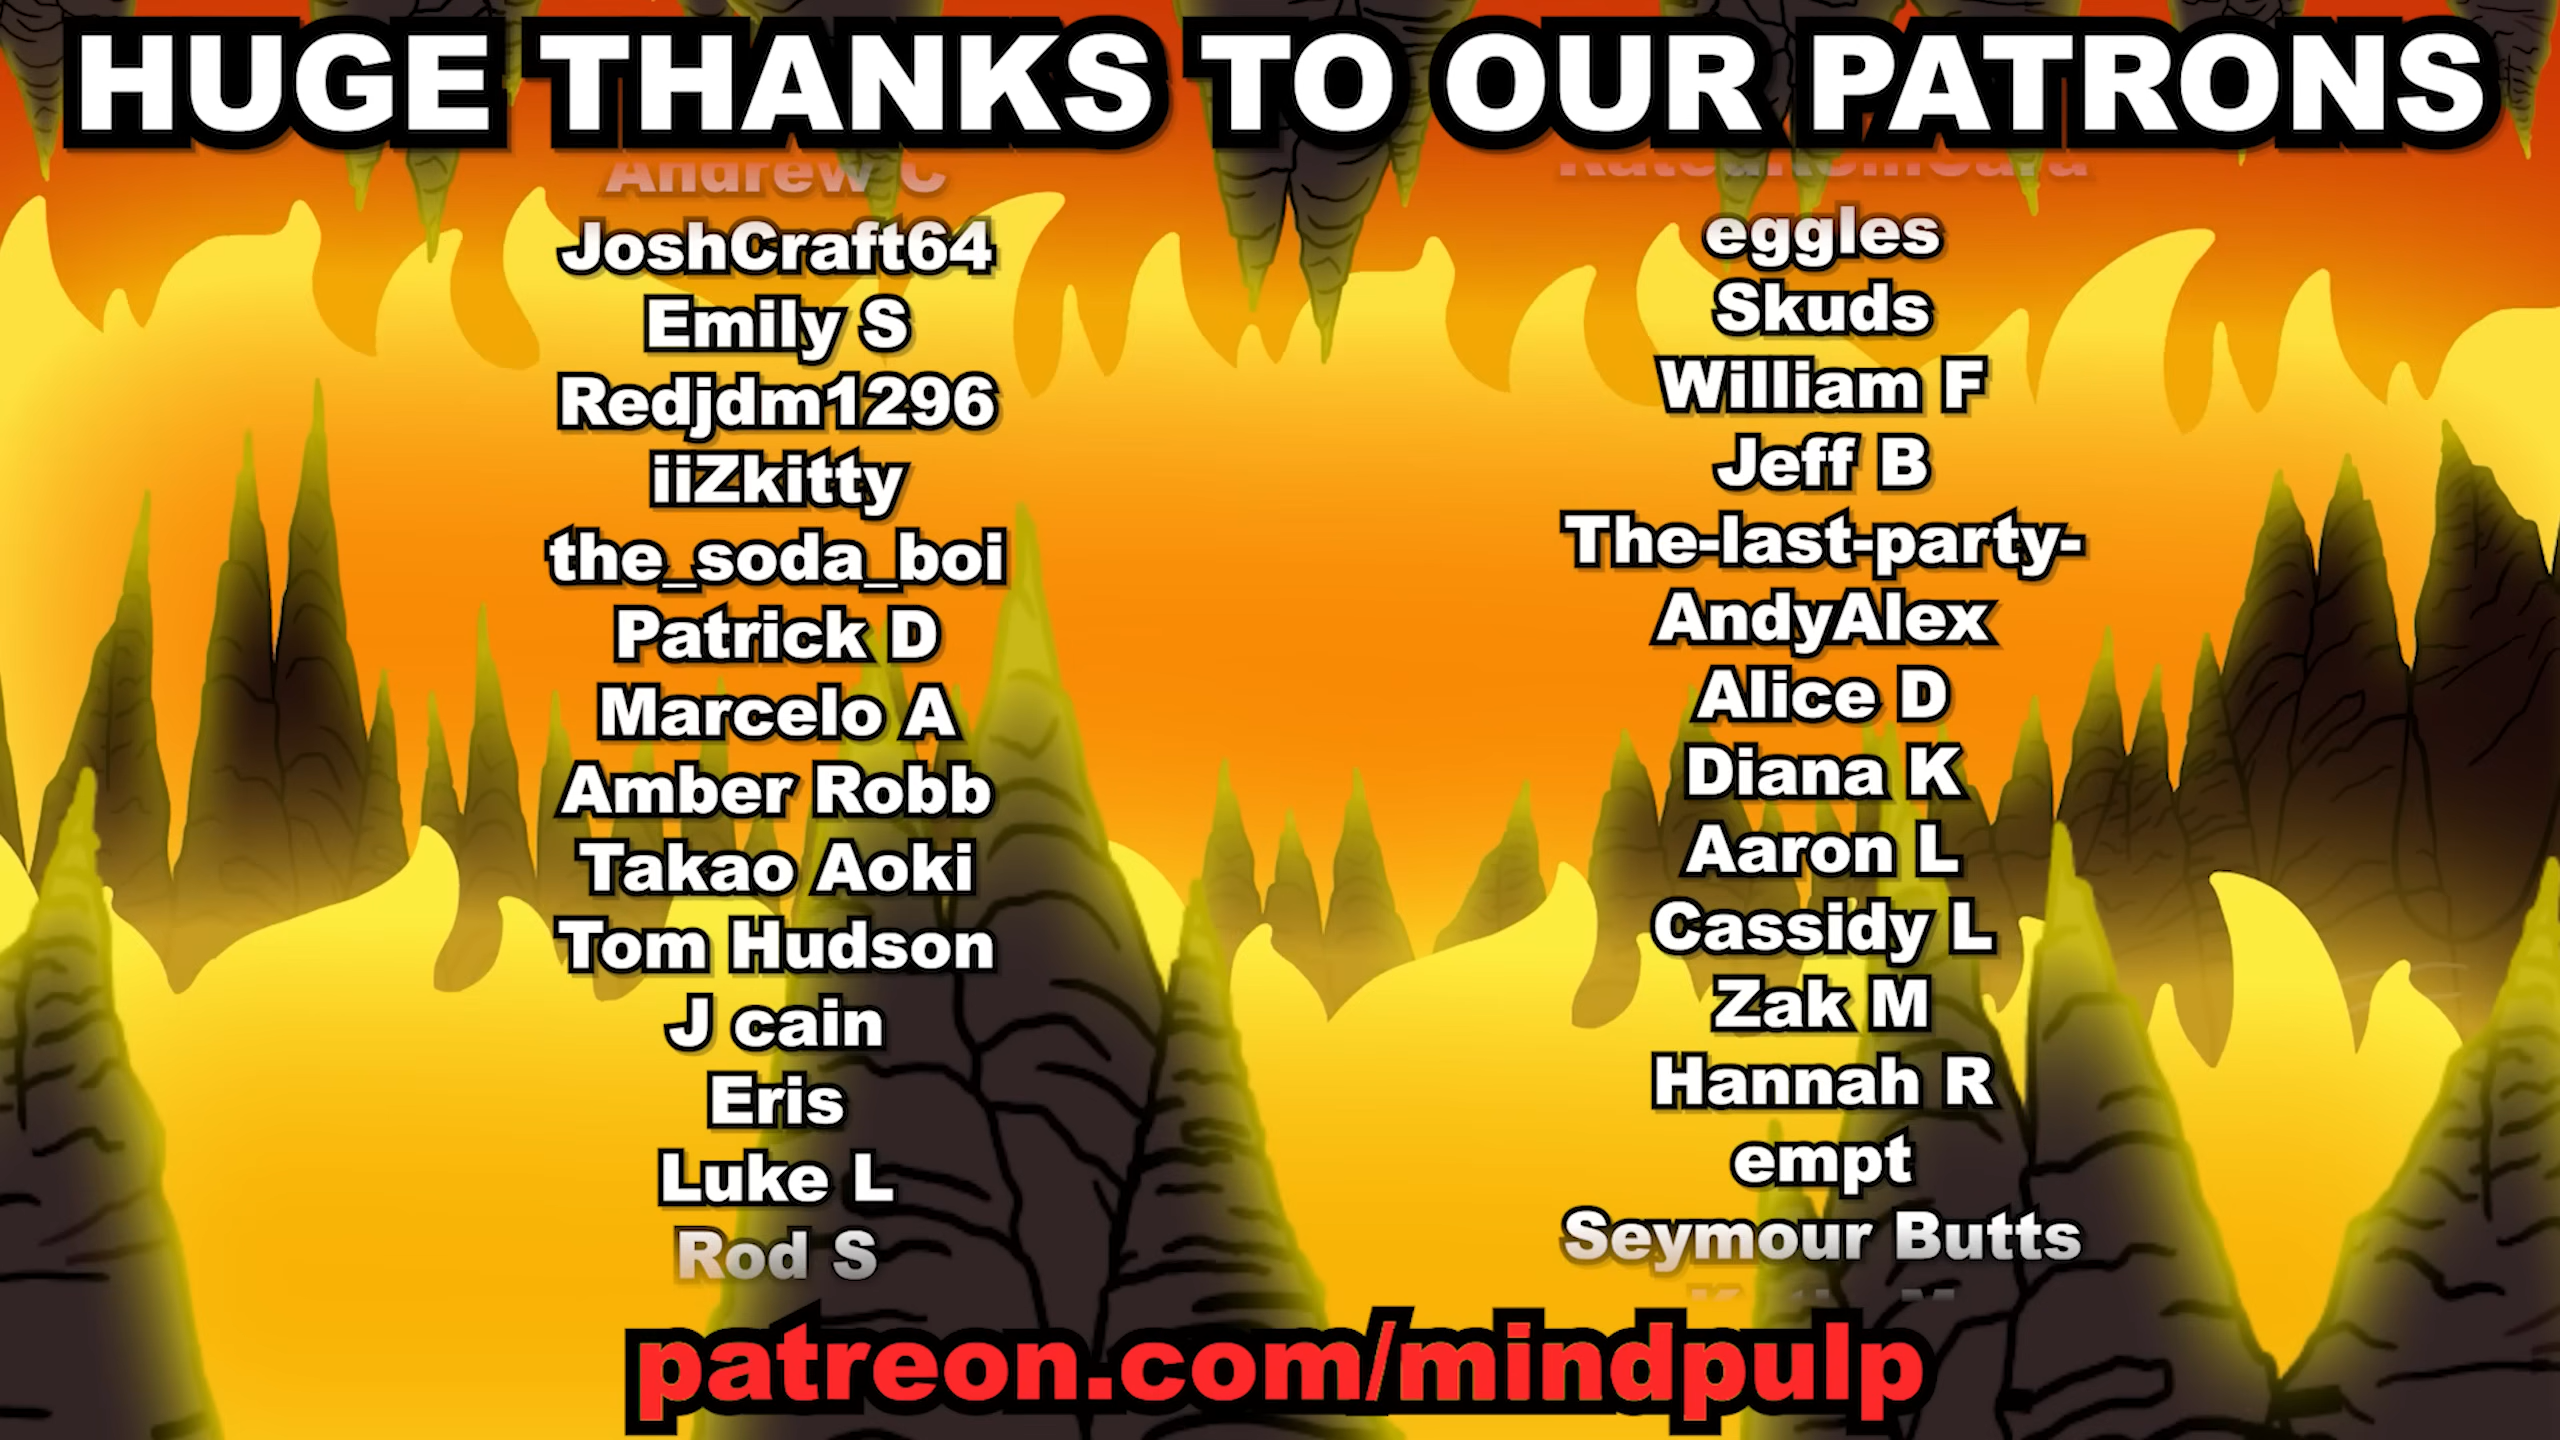 HUGE THANKS TO OUR PATRONS
Andrew C
JoshCraft64
Emily S
Redjdm1296
iiZkitty
the_soda_boi
Patrick D
Marcelo A
Amber Robb
Takao Aoki
Tom Hudson
J cain
Eris
Luke L
Rod S
eggles
Skuds
William F
Jeff B
The-last-party-
AndyAlex
Alice D
Diana K
Aaron L
Cassidy L
Zak M
Hannah R
empt
Seymour Butts
patreon.com/mindpulp